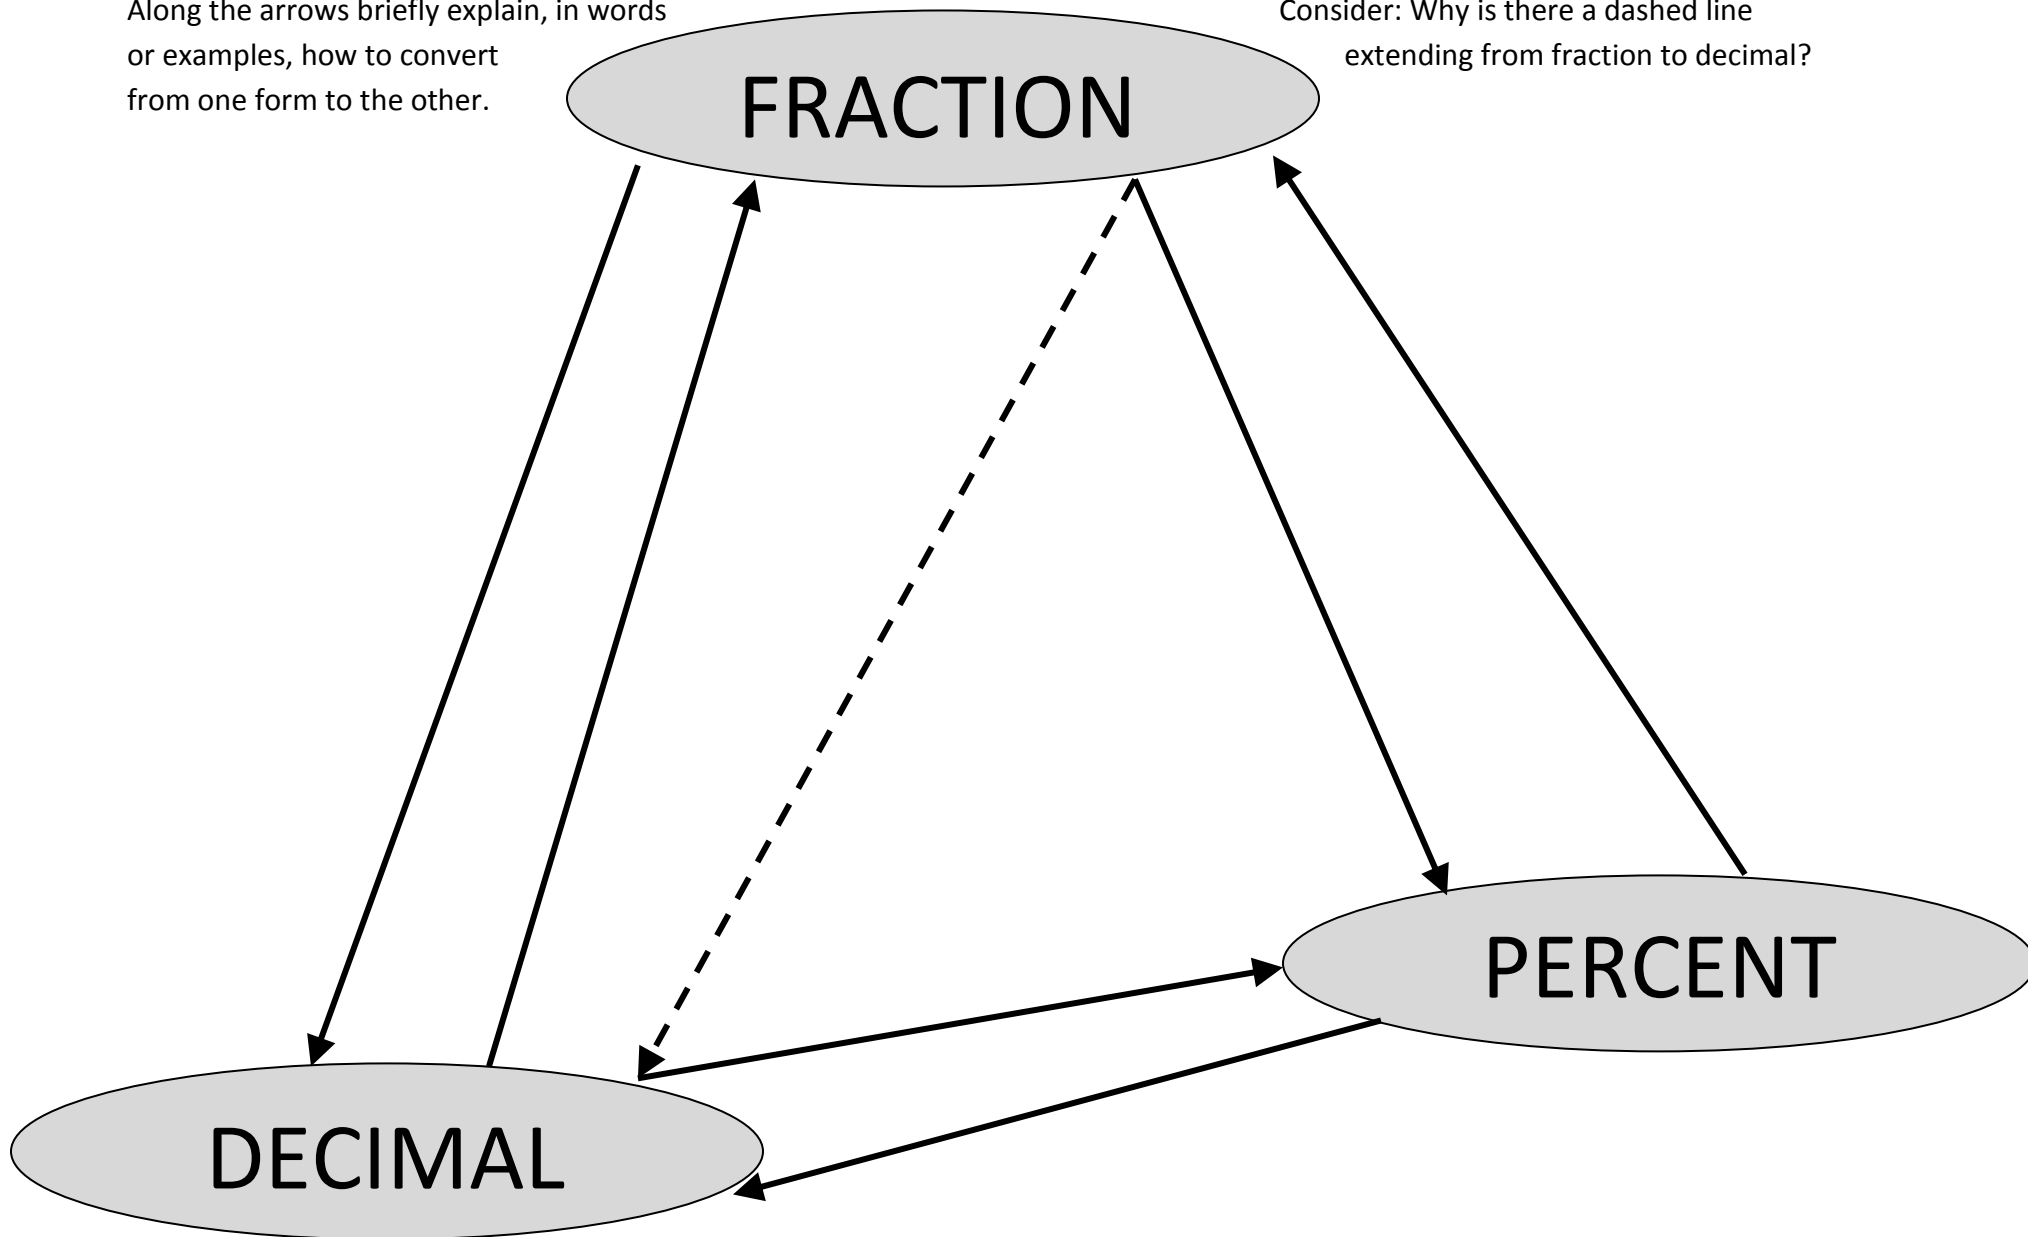 Along the arrows briefly explain, in words
or examples, how to convert
from one form to the other.
Consider: Why is there a dashed line
extending from fraction to decimal?
FRACTION
PERCENT
DECIMAL